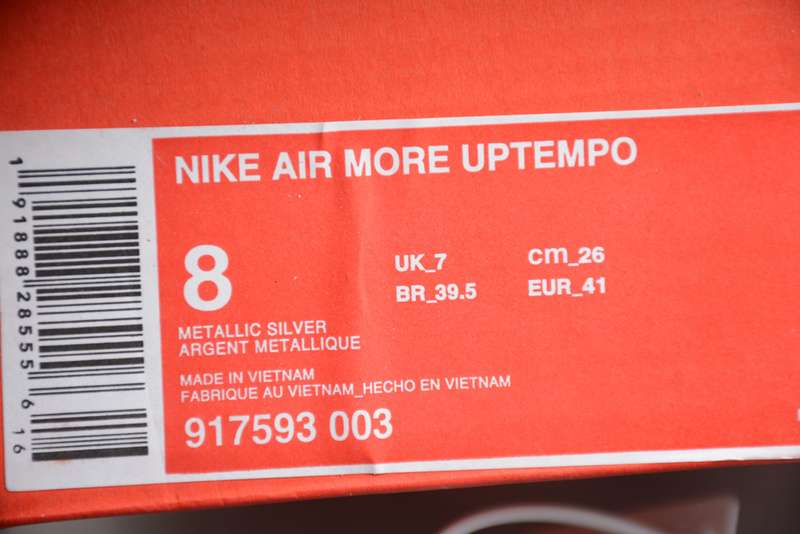 NIKE AIR MORE UPTEMPO
8
UK_7
cm_26
BR_39.5
EUR_41
METALLIC SILVER
ARGENT METALLIQUE
MADE IN VIETNAM
FABRIQUE AU VIETNAM_HECHO EN VIETNAM
917593 003
1 91888 28555 6 16